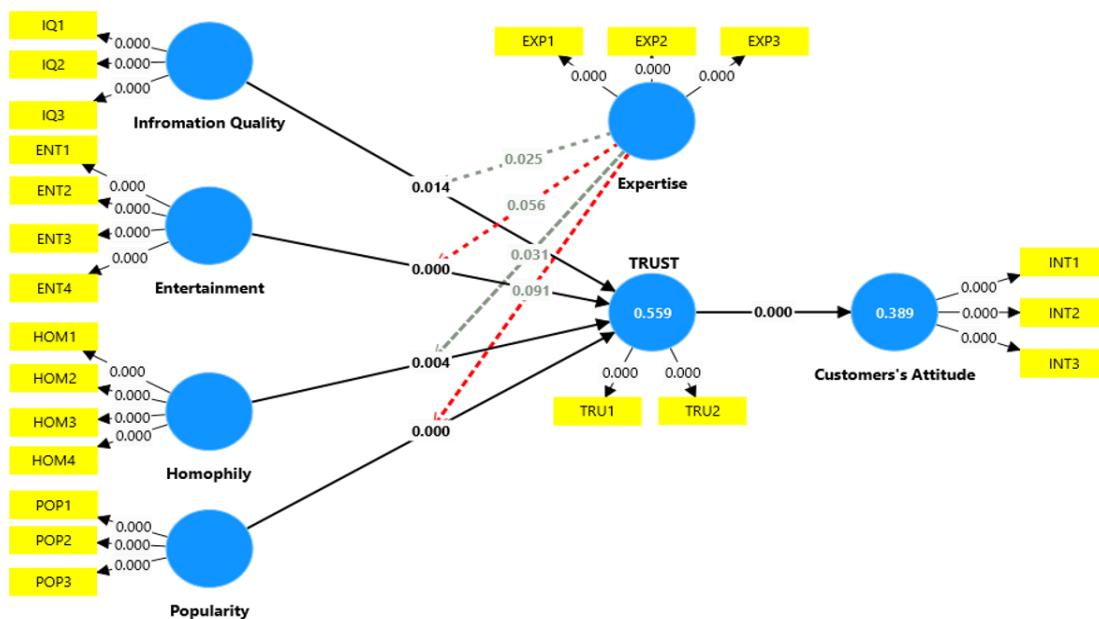 IQ1
0.000
IQ2
0.000
0.000
IQ3
Infromation Quality
ENT1
0.000
ENT2
0.000
ENT3
0.000
0.000
ENT4
Entertainment
HOM1
0.000
HOM2
0.000
HOM3
0.000
0.000
HOM4
Homophily
POP1
0.000
POP2
0.000
0.000
POP3
Popularity
EXP1
EXP2
EXP3
0.000
0.000
0.000
Expertise
0.025
0.014
0.056
0.000
0.031
0.091
0.004
0.000
TRUST
0.559
0.000
0.000
TRU1
TRU2
0.000
0.389
Customers's Attitude
INT1
0.000
INT2
0.000
0.000
INT3